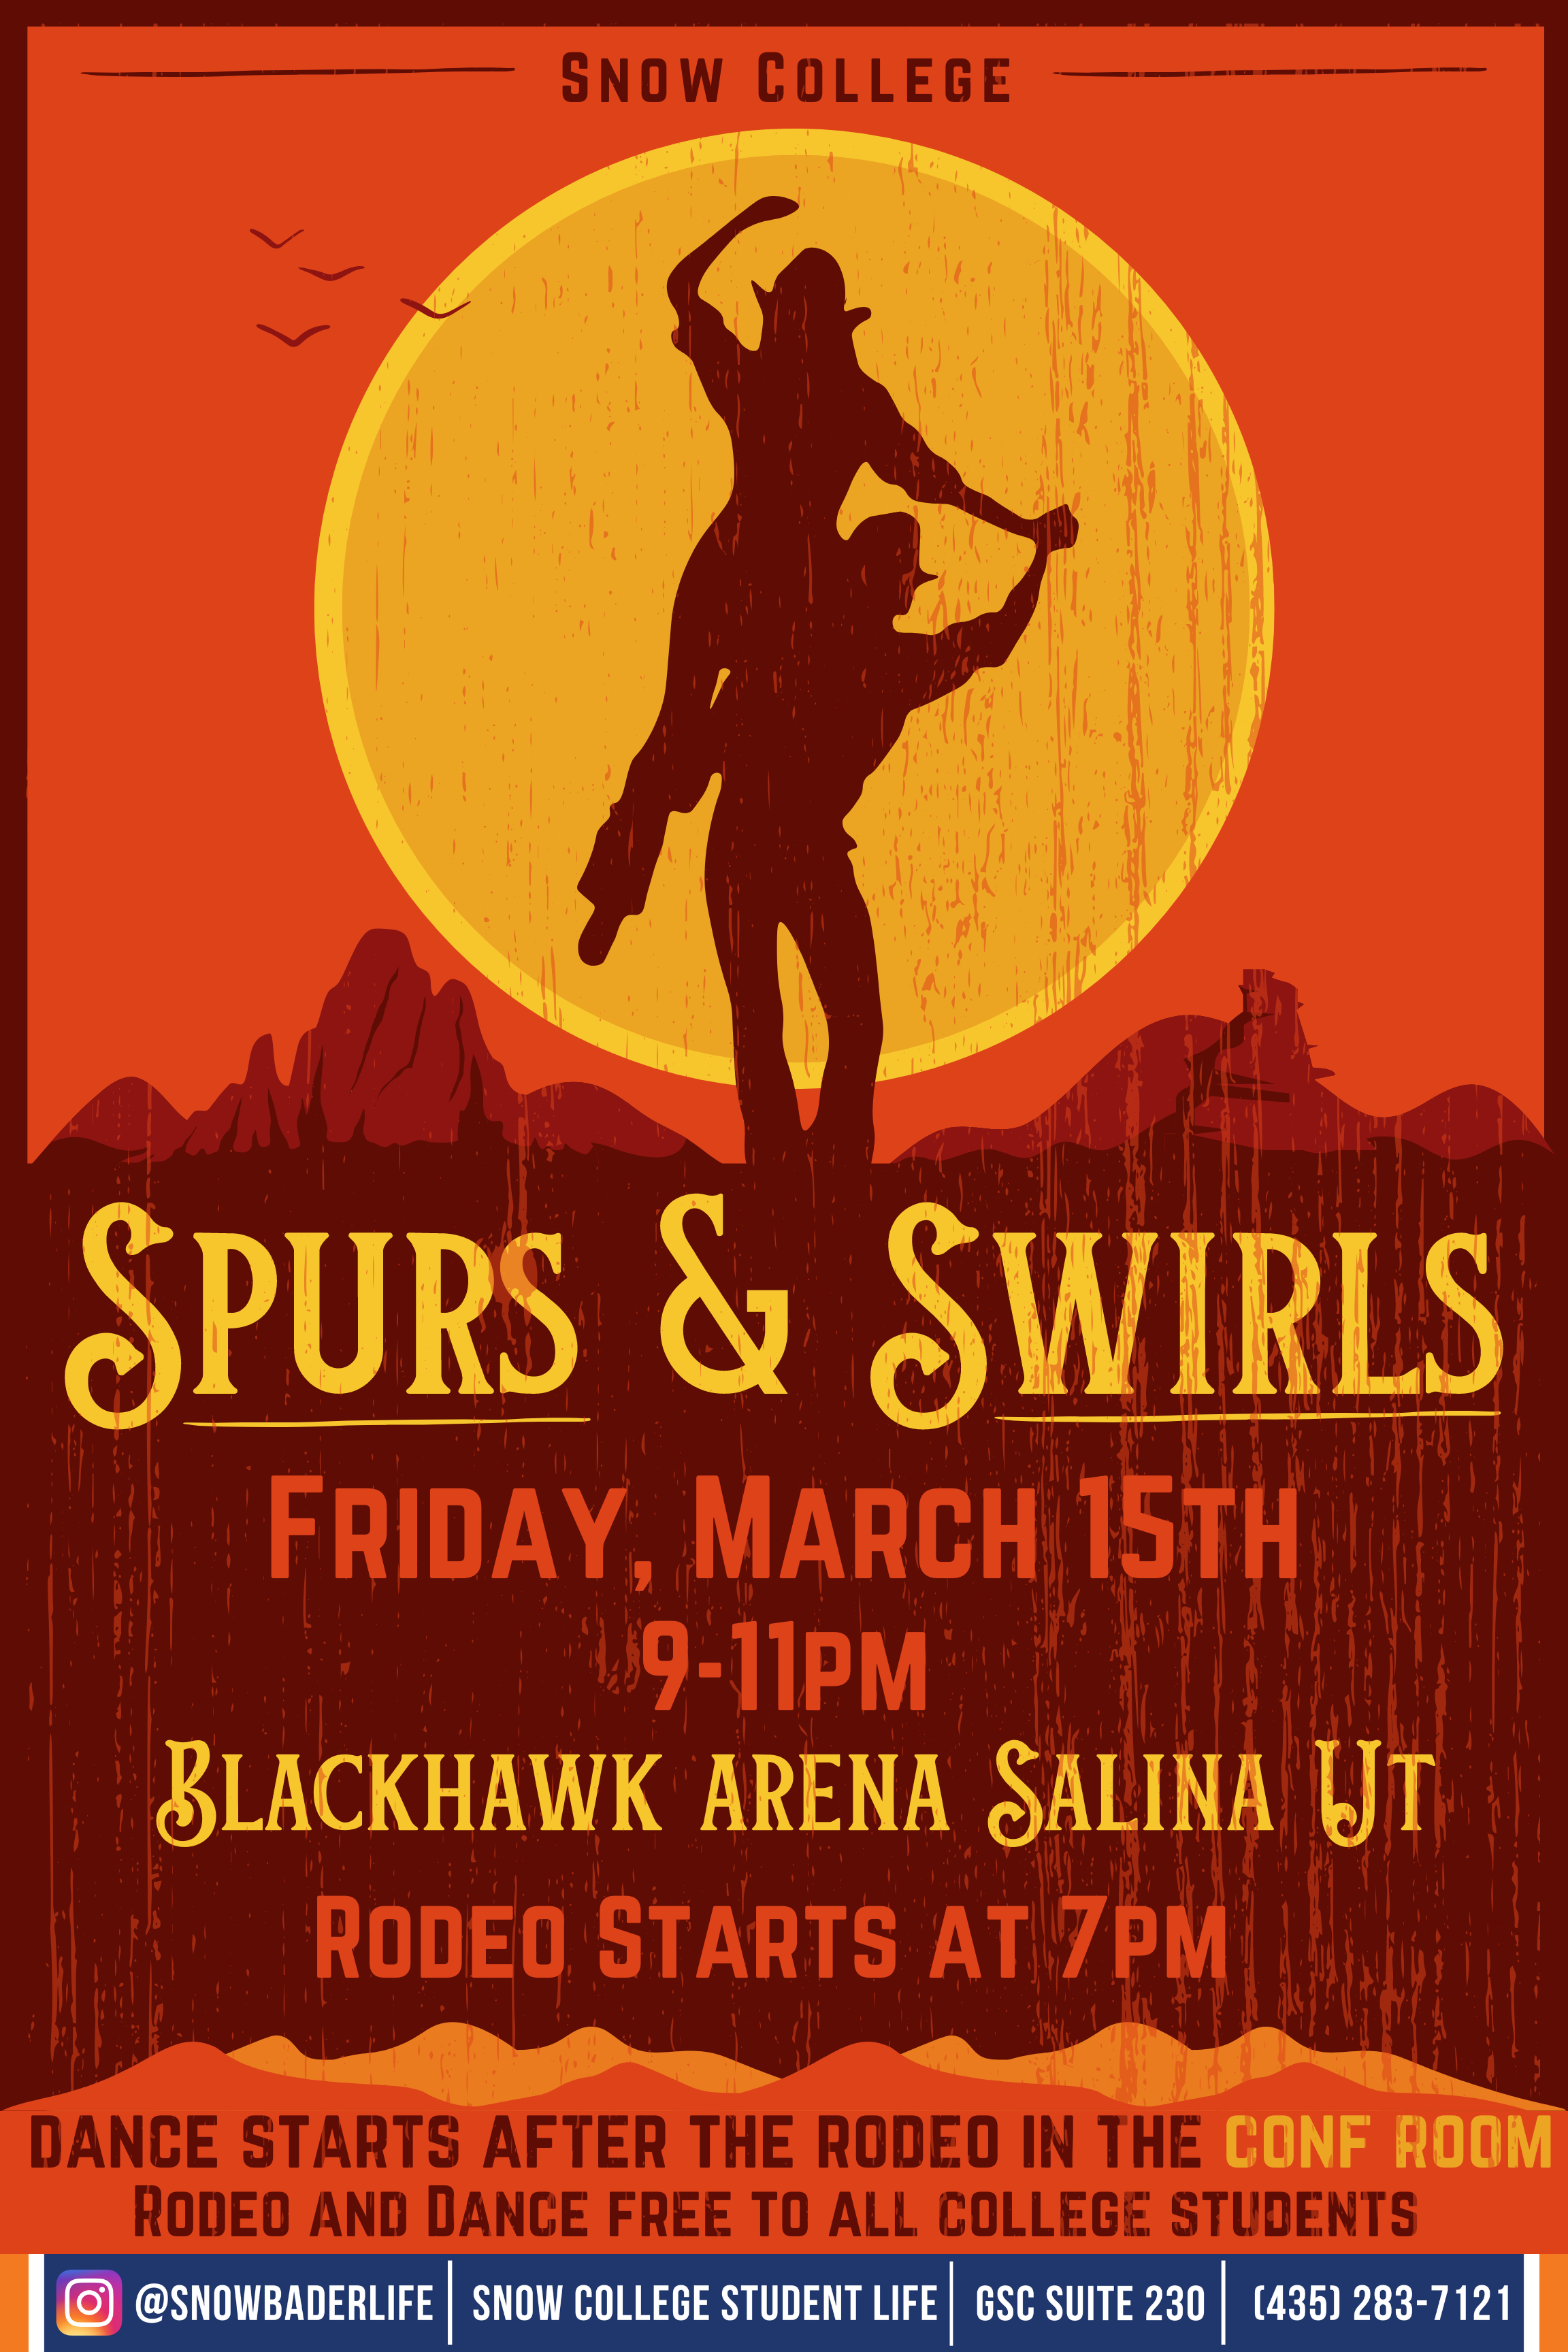 Snow College
Spurs & Swirls
Friday, March 15th
9-11pm
Blackhawk arena Salina Ut
Rodeo Starts at 7pm
DANCE STARTS AFTER THE RODEO IN THE CONF ROOM
Rodeo and Dance free to all college students
@SNOWBADERLIFE | SNOW COLLEGE STUDENT LIFE | GSC SUITE 230 | (435) 283-7121